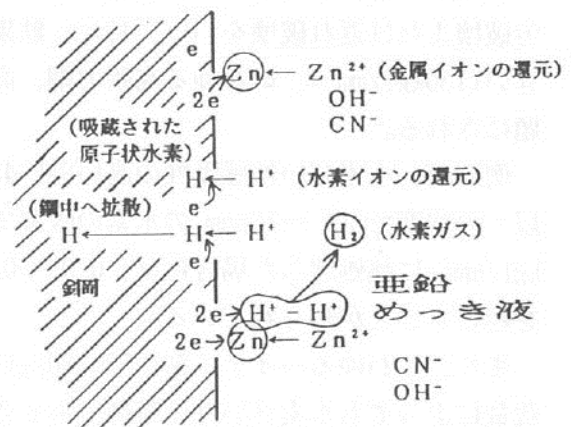 e
Zn ← Zn²⁺ (金属イオンの還元)
2e OH⁻
CN⁻
(吸蔵された
原子状水素)
H ← H⁺ (水素イオンの還元)
e
(鋼中へ拡散)
H ← H ← H⁺ H₂ (水素ガス)
e
鋼
2e→ H⁺ − H⁺ 亜鉛
めっき液
2e→ Zn ← Zn²⁺
CN⁻
OH⁻